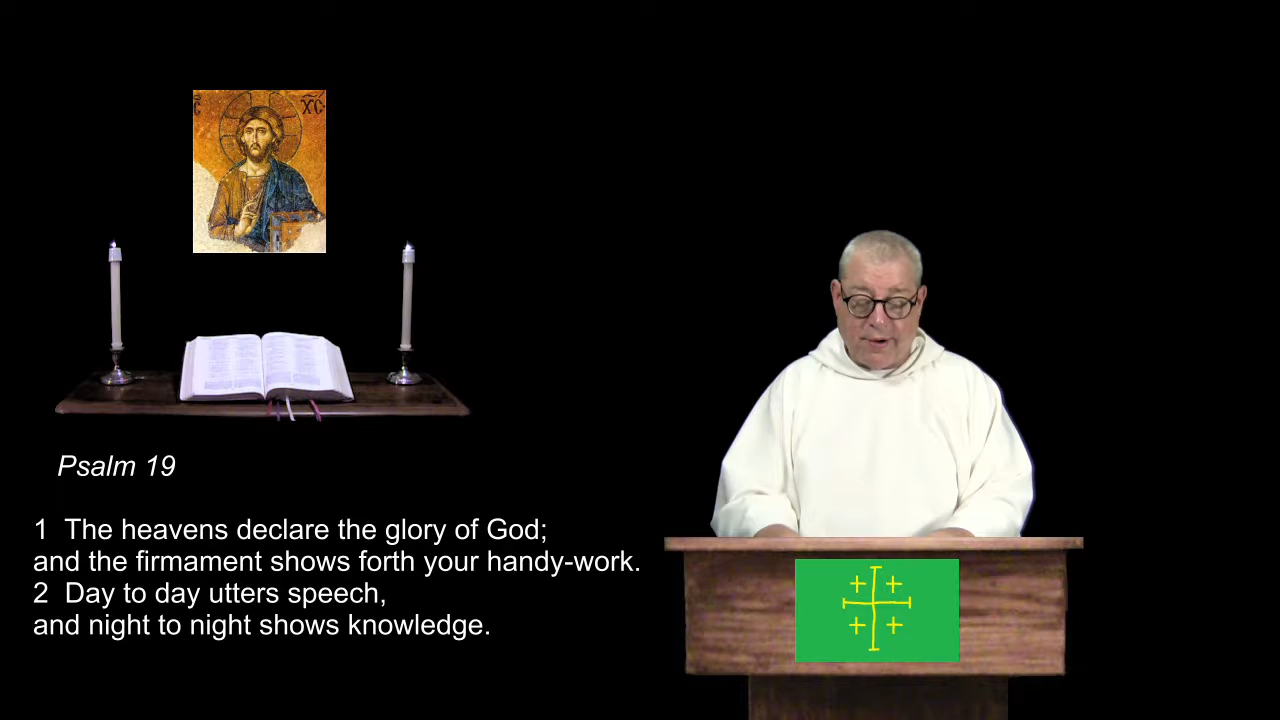 XC
Psalm 19
1 The heavens declare the glory of God;
and the firmament shows forth your handy-work.
2 Day to day utters speech,
and night to night shows knowledge.